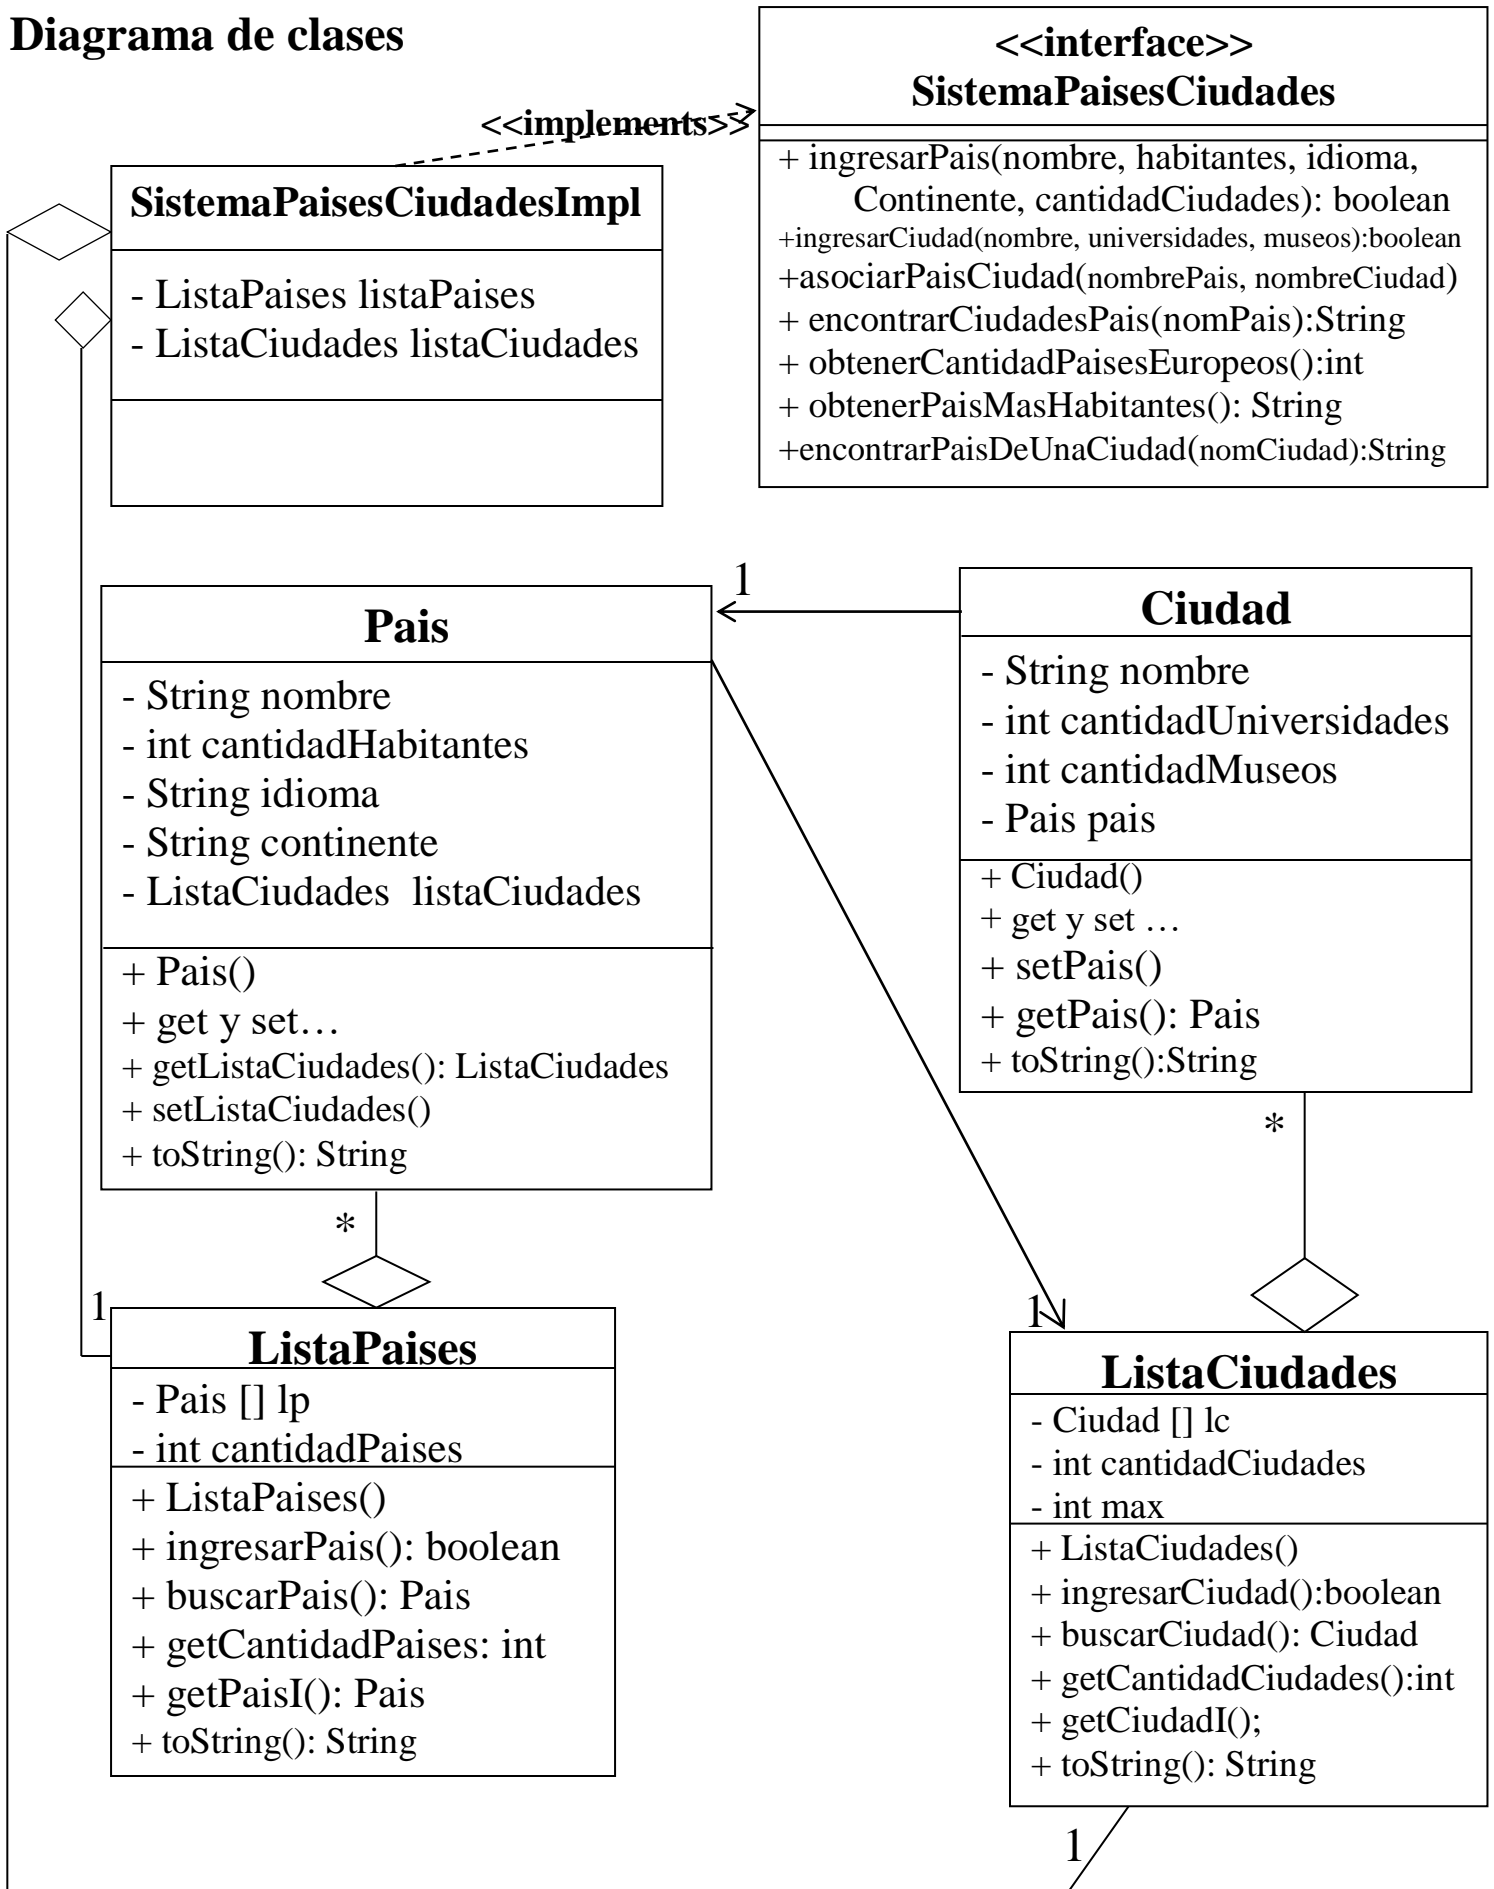 Diagrama de clases
<<interface>>
SistemaPaisesCiudades
+ ingresarPais(nombre, habitantes, idioma,
Continente, cantidadCiudades): boolean
+ingresarCiudad(nombre, universidades, museos):boolean
+asociarPaisCiudad(nombrePais, nombreCiudad)
+ encontrarCiudadesPais(nomPais):String
+ obtenerCantidadPaisesEuropeos():int
+ obtenerPaisMasHabitantes(): String
+encontrarPaisDeUnaCiudad(nomCiudad):String
<<implements>>
SistemaPaisesCiudadesImpl
- ListaPaises listaPaises
- ListaCiudades listaCiudades
Pais
- String nombre
- int cantidadHabitantes
- String idioma
- String continente
- ListaCiudades listaCiudades
+ Pais()
+ get y set…
+ getListaCiudades(): ListaCiudades
+ setListaCiudades()
+ toString(): String
1
Ciudad
- String nombre
- int cantidadUniversidades
- int cantidadMuseos
- Pais pais
+ Ciudad()
+ get y set …
+ setPais()
+ getPais(): Pais
+ toString():String
*
*
1
ListaPaises
- Pais [] lp
- int cantidadPaises
+ ListaPaises()
+ ingresarPais(): boolean
+ buscarPais(): Pais
+ getCantidadPaises: int
+ getPaisI(): Pais
+ toString(): String
1
ListaCiudades
- Ciudad [] lc
- int cantidadCiudades
- int max
+ ListaCiudades()
+ ingresarCiudad():boolean
+ buscarCiudad(): Ciudad
+ getCantidadCiudades():int
+ getCiudadI();
+ toString(): String
1